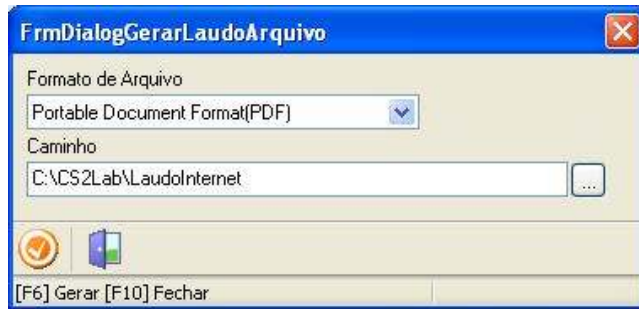 FrmDialogGerarLaudoArquivo
Formato de Arquivo
Portable Document Format(PDF)
Caminho
C:\CS2Lab\LaudoInternet
...
[F6] Gerar [F10] Fechar